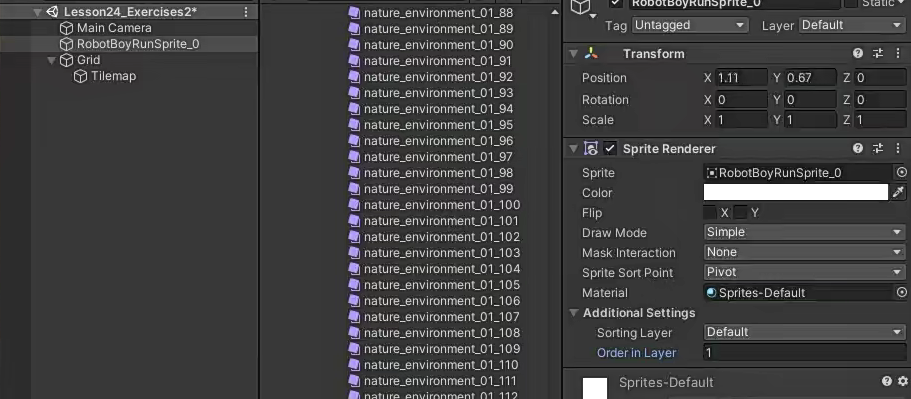 Lesson24_Exercises2*
Main Camera
RobotBoyRunSprite_0
Grid
Tilemap
nature_environment_01_88
nature_environment_01_89
nature_environment_01_90
nature_environment_01_91
nature_environment_01_92
nature_environment_01_93
nature_environment_01_94
nature_environment_01_95
nature_environment_01_96
nature_environment_01_97
nature_environment_01_98
nature_environment_01_99
nature_environment_01_100
nature_environment_01_101
nature_environment_01_102
nature_environment_01_103
nature_environment_01_104
nature_environment_01_105
nature_environment_01_106
nature_environment_01_107
nature_environment_01_108
nature_environment_01_109
nature_environment_01_110
nature_environment_01_111
nature_environment_01_112
RobotBoyRunSprite_0 Static
Tag Untagged Layer Default
Transform
Position X 1.11 Y 0.67 Z 0
Rotation X 0 Y 0 Z 0
Scale X 1 Y 1 Z 1
Sprite Renderer
Sprite RobotBoyRunSprite_0
Color
Flip X Y
Draw Mode Simple
Mask Interaction None
Sprite Sort Point Pivot
Material Sprites-Default
Additional Settings
Sorting Layer Default
Order in Layer 1
Sprites-Default